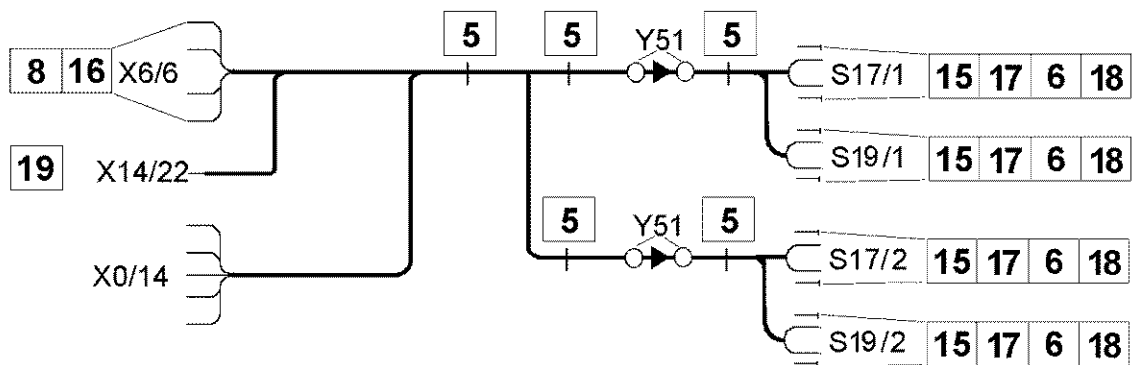 5 5 Y51 5
8 16 X6/6 S17/1 15 17 6 18
19 X14/22 S19/1 15 17 6 18
5 Y51 5
X0/14 S17/2 15 17 6 18
S19/2 15 17 6 18